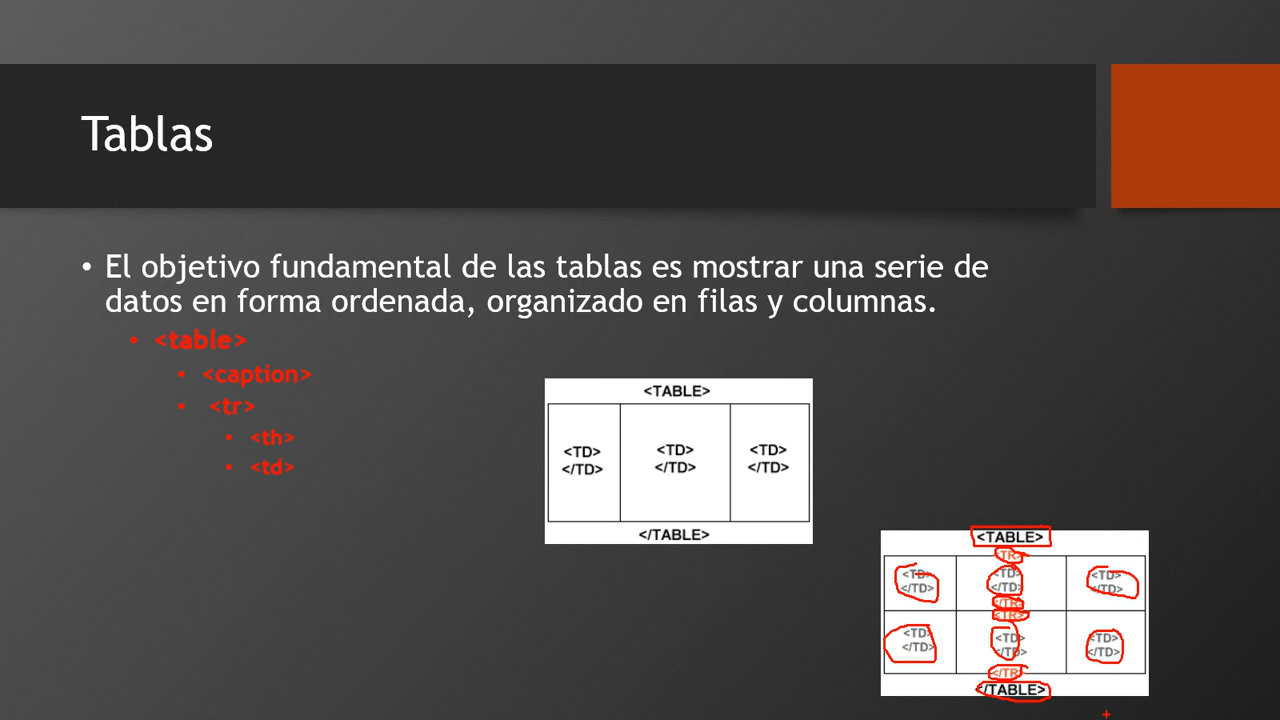 Tablas
• El objetivo fundamental de las tablas es mostrar una serie de
datos en forma ordenada, organizado en filas y columnas.
• <table>
• <caption>
• <tr>
• <th>
• <td>
<TABLE>
<TD> <TD> <TD>
</TD> </TD> </TD>
</TABLE>
<TABLE>
<TR>
<TD> <TD> <TD>
</TD> </TD> </TD>
</TR>
<TR>
<TD> <TD> <TD>
</TD> </TD> </TD>
</TR>
</TABLE>